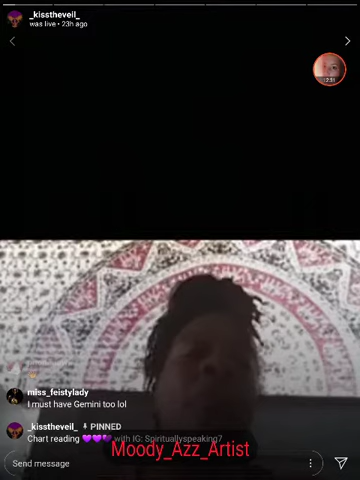 _kisstheveil_
was live • 23h ago
12:51
miss_feistylady
I must have Gemini too lol
_kisstheveil_ PINNED
Chart reading 💜💜💜 with IG: Spirituallyspeaking7
Moody_Azz_Artist
Send message